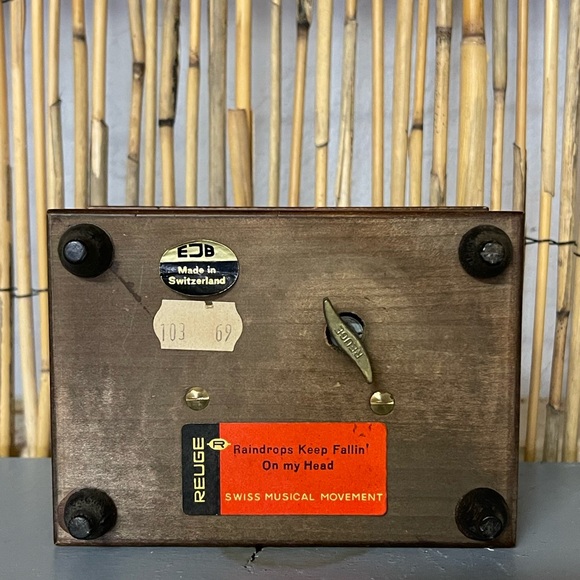 EJB
Made in
Switzerland
103 69
REUGE
REUGE
R
Raindrops Keep Fallin'
On my Head
SWISS MUSICAL MOVEMENT